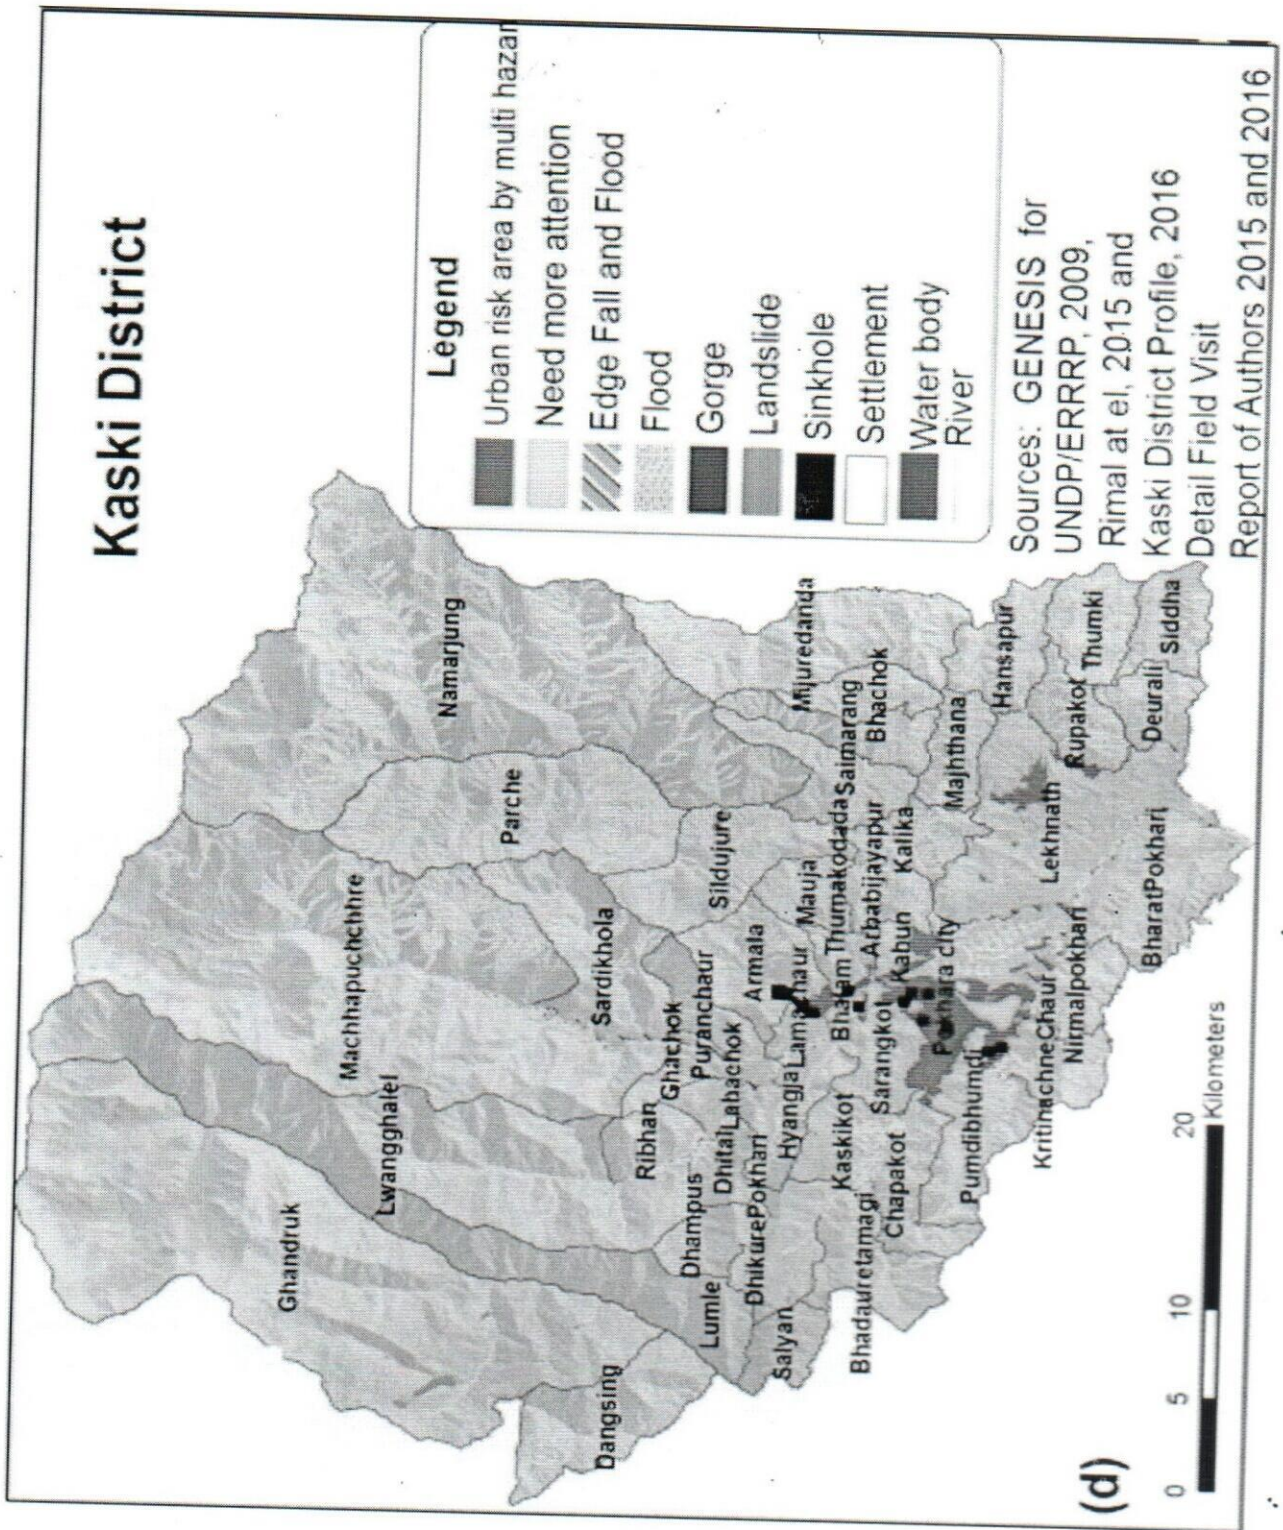 Kaski District
Legend
Urban risk area by multi hazar
Need more attention
Edge Fall and Flood
Flood
Gorge
Landslide
Sinkhole
Settlement
Water body
River
Sources: GENESIS for
UNDP/ERRRP, 2009,
Rimal at el, 2015 and
Kaski District Profile, 2016
Detail Field Visit
Report of Authors 2015 and 2016
Ghandruk
Lwangghalel
Machhapuchchhre
Namarjung
Parche
Dangsing
Sardikhola
Sildujure
Ribhan
Ghachok
Puranchaur
Lumle
Dhampus
Dhital
Labachok
Armala
Salyan
DhikurePokhari
Hyangja
Lamachaur
Mauja
Mijuredanda
Bhadauretamagi
Kaskikot
Bhalam
Thumakodada
Saimarang
Bhachok
Chapakot
Sarangkot
Arbabijayapur
Kahun
Kalika
Majhthana
Hansapur
Pumdibhumdi
Pokhara city
Lekhnath
Rupakot
Thumki
KritinachneChaur
Nirmalpokhari
BharatPokhari
Deurali
Siddha
(d)
0 5 10 20
Kilometers